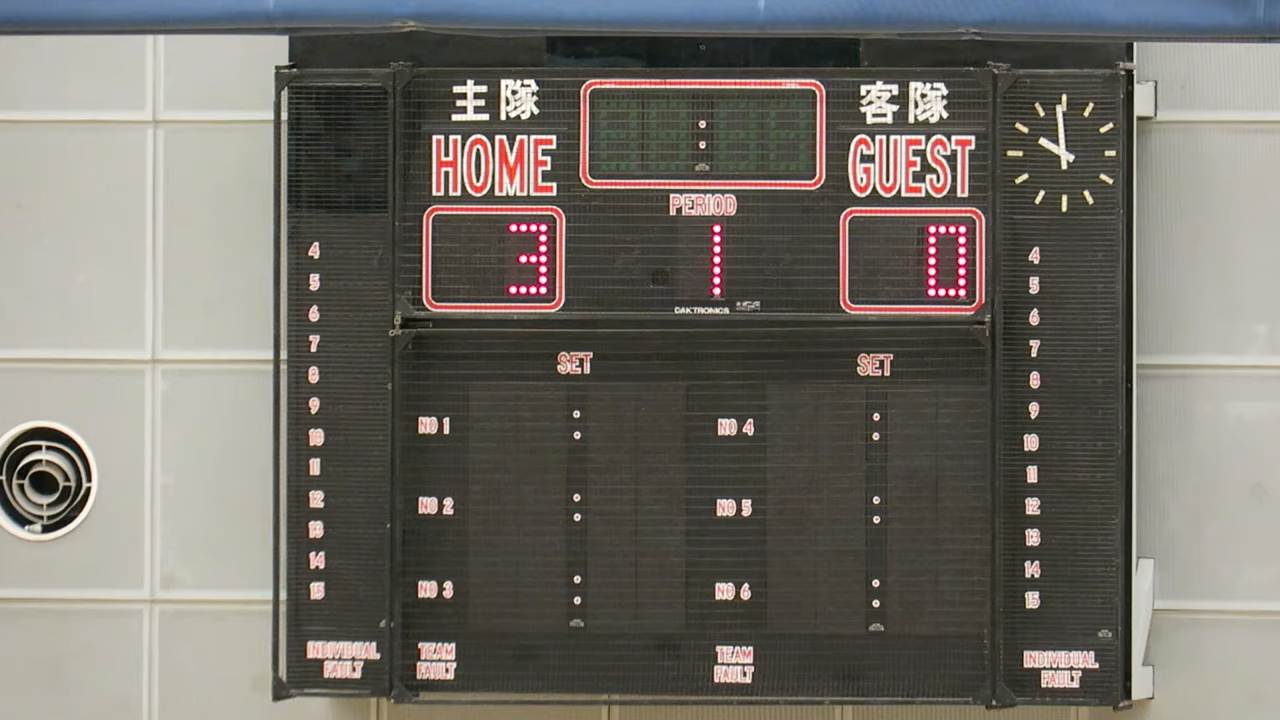 主隊
客隊
HOME
GUEST
PERIOD
3
1
0
DAKTRONICS
4
5
6
7
8
9
10
11
12
13
14
15
INDIVIDUAL
FAULT
SET
SET
NO 1
NO 4
NO 2
NO 5
NO 3
NO 6
TEAM
FAULT
TEAM
FAULT
4
5
6
7
8
9
10
11
12
13
14
15
INDIVIDUAL
FAULT